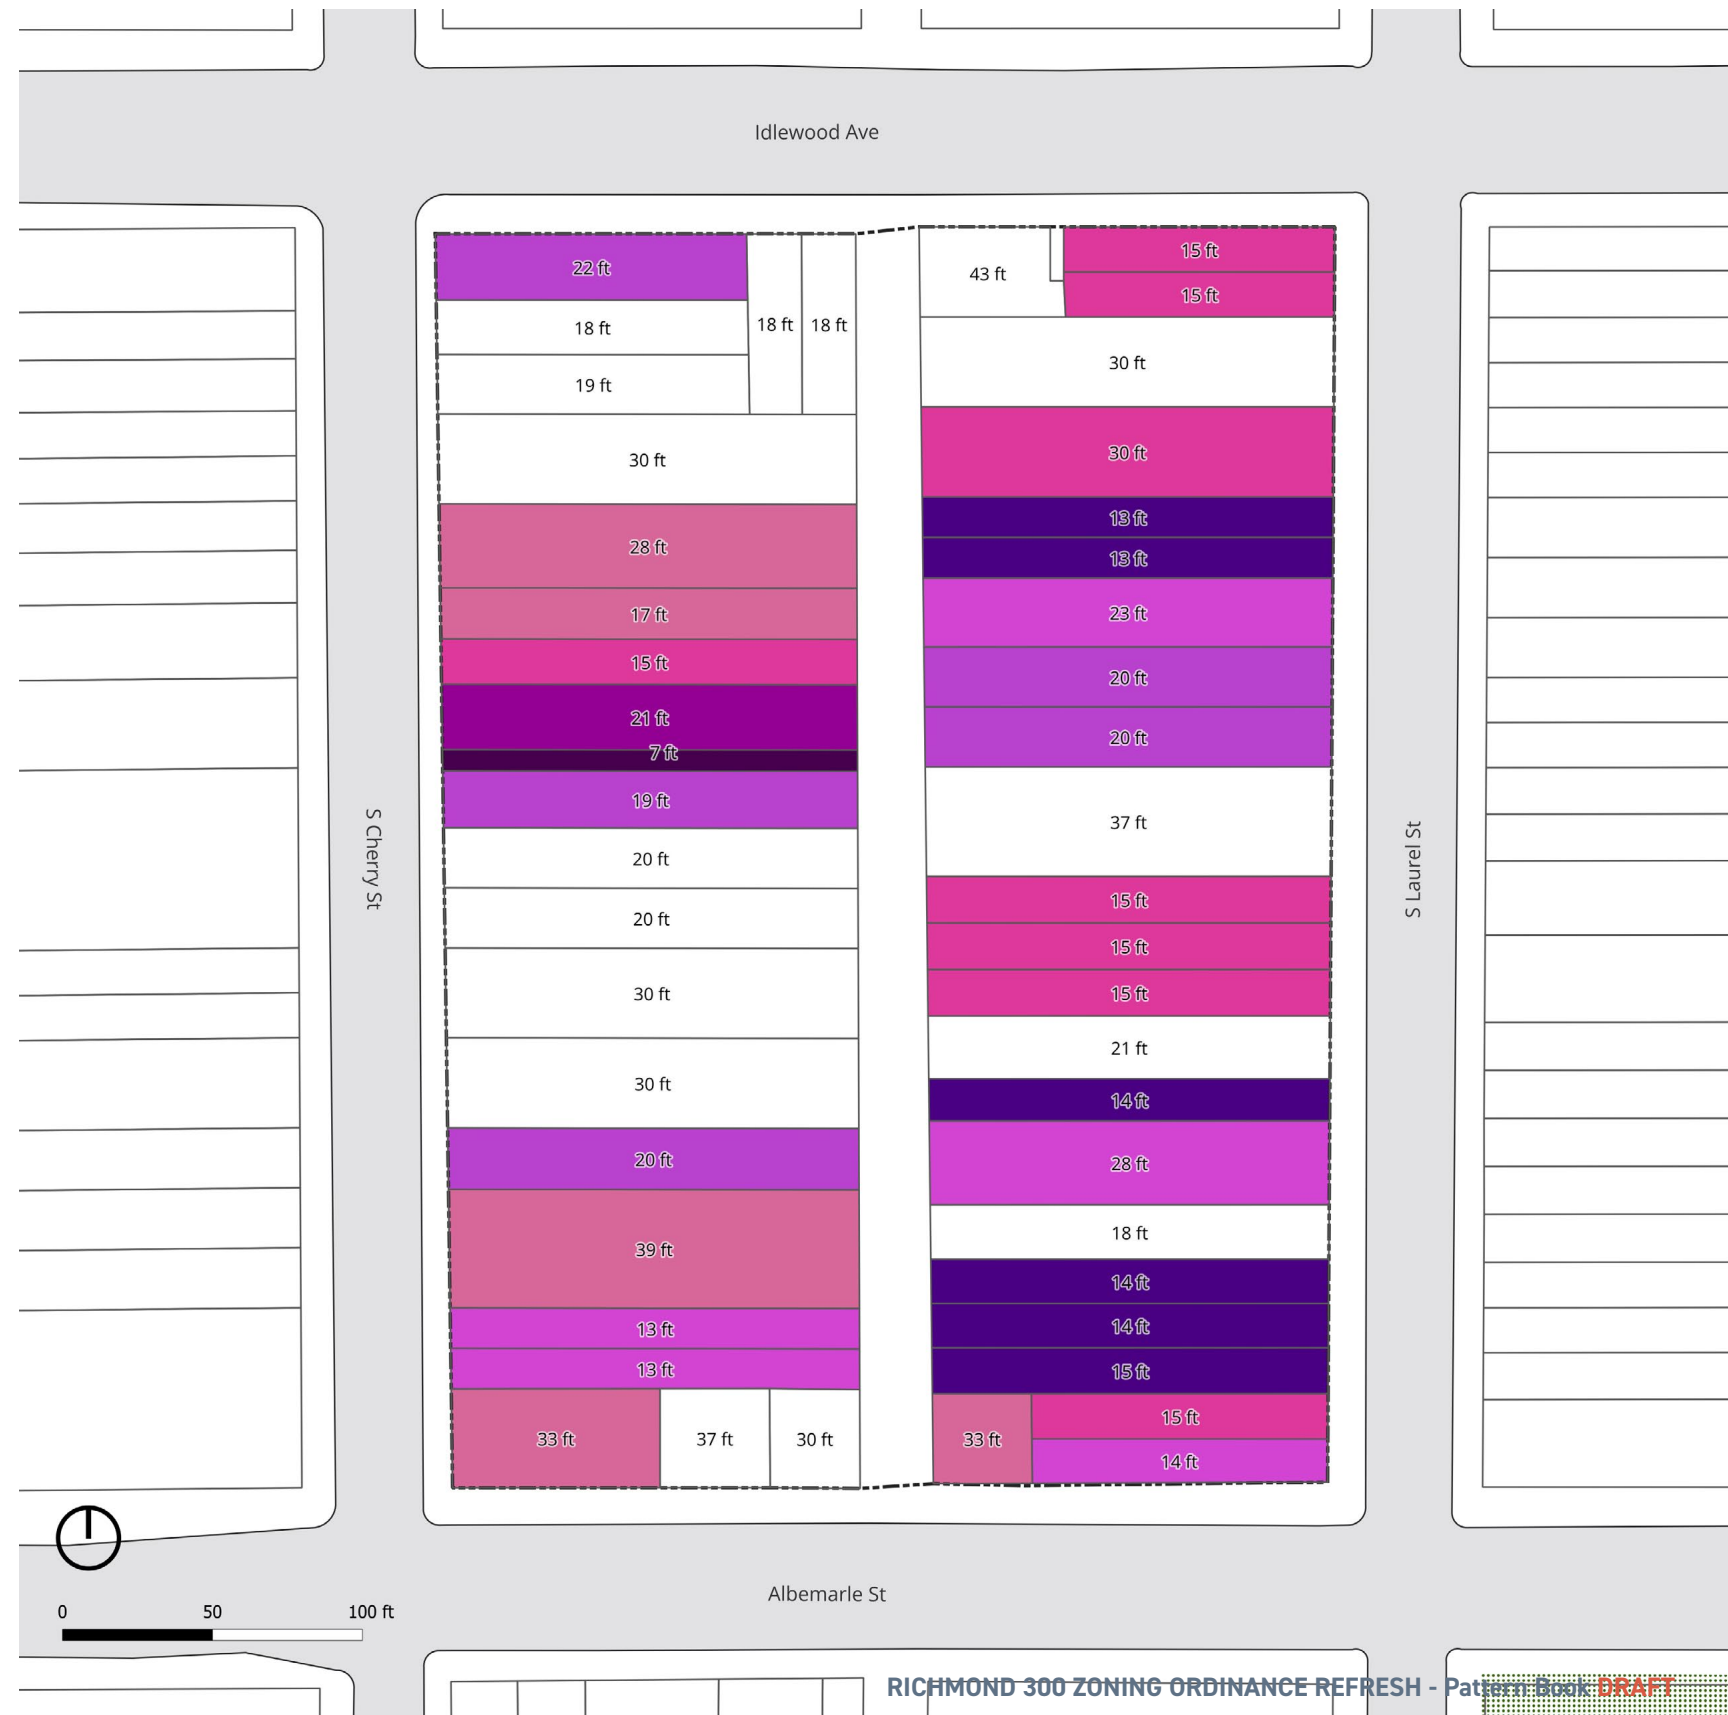 Idlewood Ave
22 ft
18 ft
19 ft
18 ft
18 ft
30 ft
28 ft
17 ft
15 ft
21 ft
7 ft
19 ft
20 ft
20 ft
30 ft
30 ft
20 ft
39 ft
13 ft
13 ft
33 ft
37 ft
30 ft
43 ft
15 ft
15 ft
30 ft
30 ft
13 ft
13 ft
23 ft
20 ft
20 ft
37 ft
15 ft
15 ft
15 ft
21 ft
14 ft
28 ft
18 ft
14 ft
14 ft
15 ft
33 ft
15 ft
14 ft
S Cherry St
S Laurel St
Albemarle St
0 50 100 ft
RICHMOND 300 ZONING ORDINANCE REFRESH - Pattern Book DRAFT